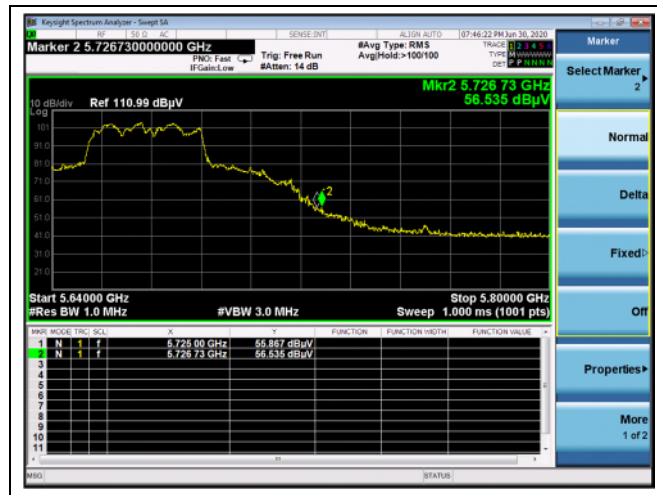 Keysight Spectrum Analyzer - Swept SA
RF 50 Ω AC SENSE:INT ALIGN AUTO 07:46:22 PM Jun 30, 2020
Marker 2 5.726730000000 GHz
PNO: Fast
IFGain:Low
Trig: Free Run
#Atten: 14 dB
#Avg Type: RMS
Avg|Hold:>100/100
TRACE 1 2 3 4 5 6
TYPE M W W W W W
DET P P N N N N
Mkr2 5.726 73 GHz
56.535 dBµV
10 dB/div Ref 110.99 dBµV
Log
101
91.0
81.0
71.0
61.0
51.0
41.0
31.0
21.0
2
Start 5.64000 GHz
Stop 5.80000 GHz
#Res BW 1.0 MHz
#VBW 3.0 MHz
Sweep 1.000 ms (1001 pts)
MKR MODE TRC SCL X Y FUNCTION FUNCTION WIDTH FUNCTION VALUE
1 N 1 f 5.725 00 GHz 55.867 dBµV
2 N 1 f 5.726 73 GHz 56.535 dBµV
3
4
5
6
7
8
9
10
11
MSG
STATUS
Marker
Select Marker
2
Normal
Delta
Fixed
Off
Properties
More
1 of 2